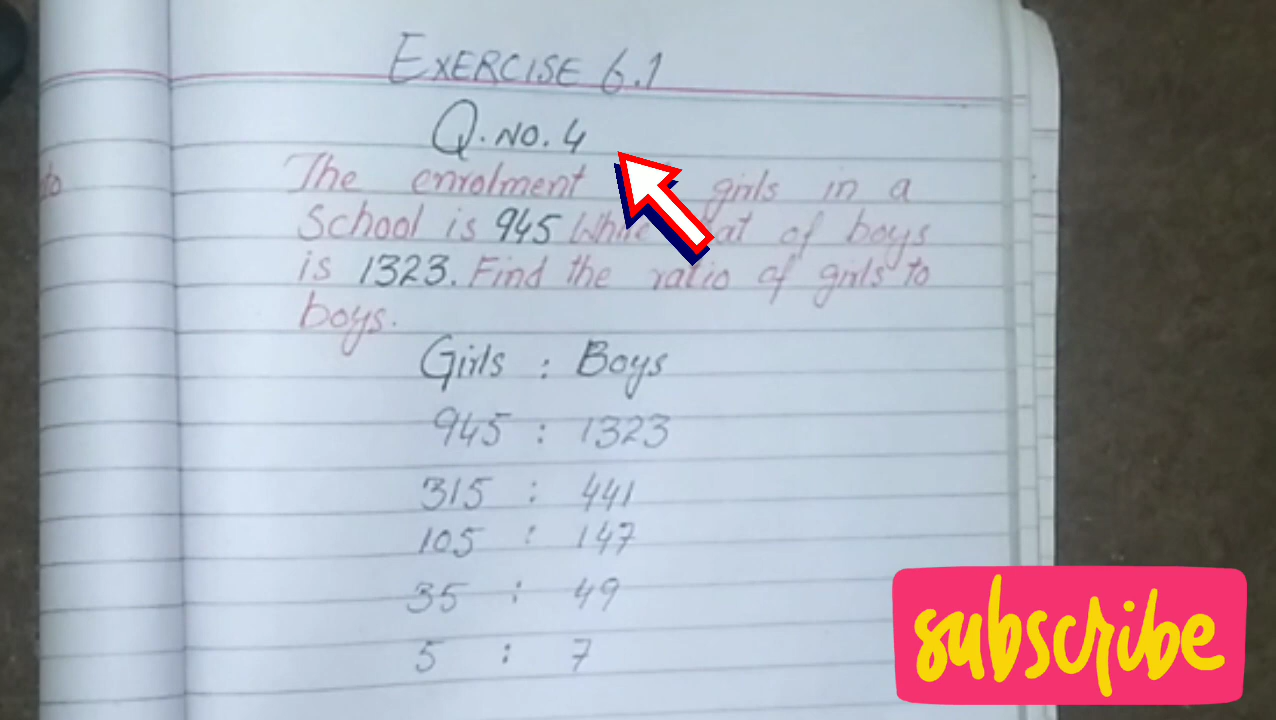 EXERCISE 6.1
Q.NO.4
to
The enrolment girls in a
School is 945 While at of boys
is 1323. Find the ratio of girls to
boys.
Girls : Boys
945 : 1323
315 : 441
105 : 147
35 : 49
5 : 7
subscribe